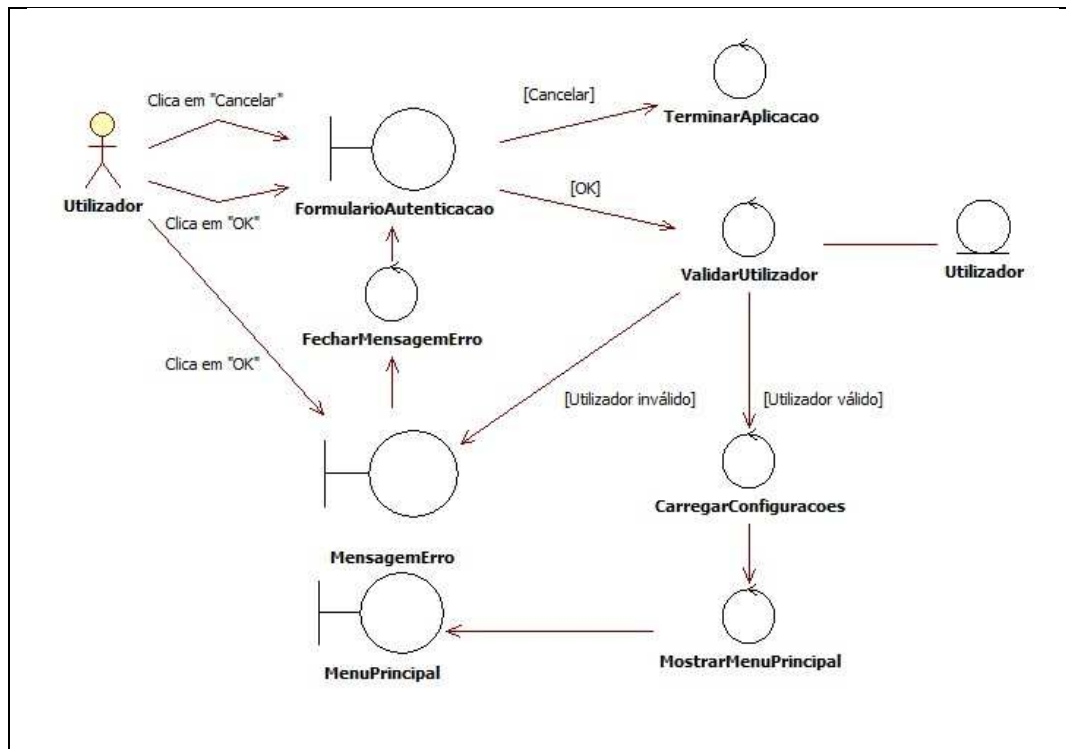 Clica em "Cancelar"
[Cancelar]
TerminarAplicacao
Utilizador
FormularioAutenticacao
[OK]
Clica em "OK"
ValidarUtilizador
Utilizador
FecharMensagemErro
Clica em "OK"
[Utilizador inválido]
[Utilizador válido]
CarregarConfiguracoes
MensagemErro
MenuPrincipal
MostrarMenuPrincipal